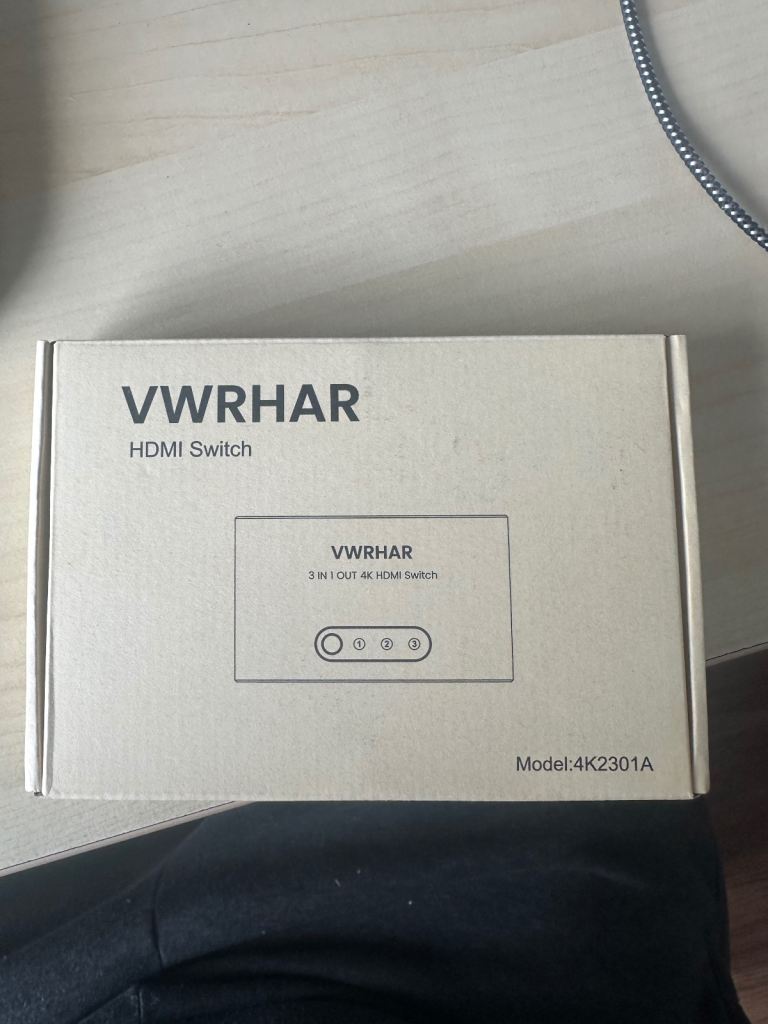 VWRHAR
HDMI Switch
VWRHAR
3 IN 1 OUT 4K HDMI Switch
① ② ③
Model:4K2301A